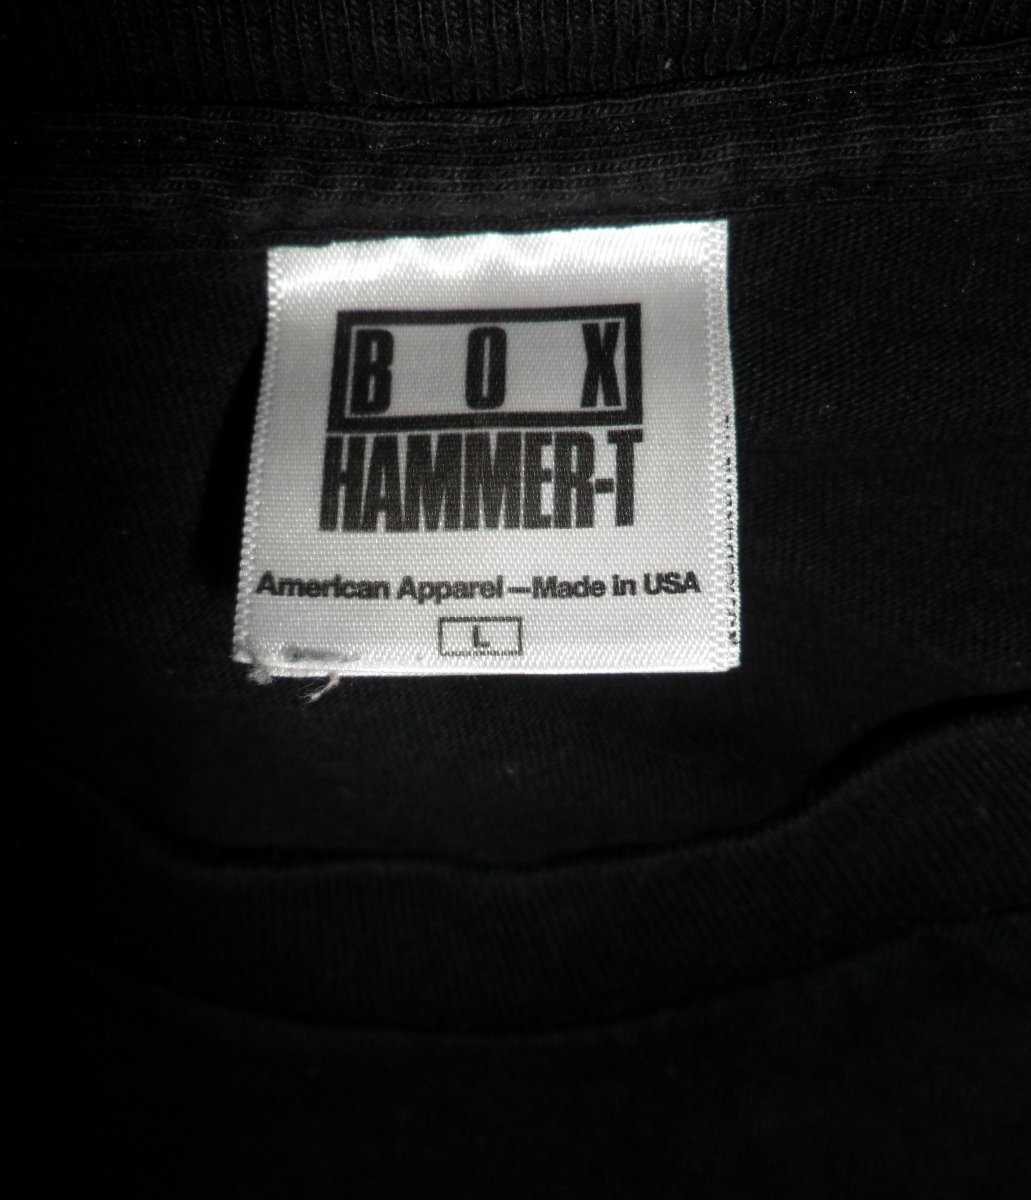 BOX
HAMMER-T
American Apparel—Made in USA
L